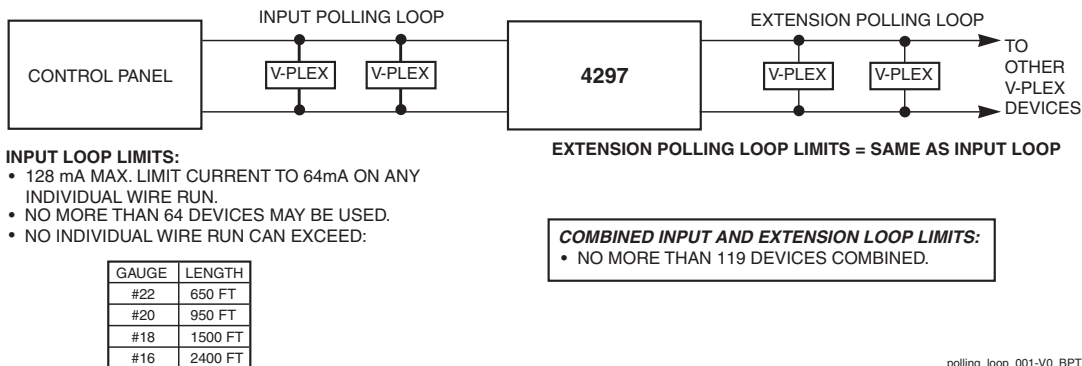 INPUT POLLING LOOP
EXTENSION POLLING LOOP
CONTROL PANEL
V-PLEX
V-PLEX
4297
V-PLEX
V-PLEX
TO
OTHER
V-PLEX
DEVICES
INPUT LOOP LIMITS:
• 128 mA MAX. LIMIT CURRENT TO 64mA ON ANY
INDIVIDUAL WIRE RUN.
• NO MORE THAN 64 DEVICES MAY BE USED.
• NO INDIVIDUAL WIRE RUN CAN EXCEED:
GAUGE LENGTH
#22 650 FT
#20 950 FT
#18 1500 FT
#16 2400 FT
EXTENSION POLLING LOOP LIMITS = SAME AS INPUT LOOP
COMBINED INPUT AND EXTENSION LOOP LIMITS:
• NO MORE THAN 119 DEVICES COMBINED.
polling_loop_001-V0_BPT